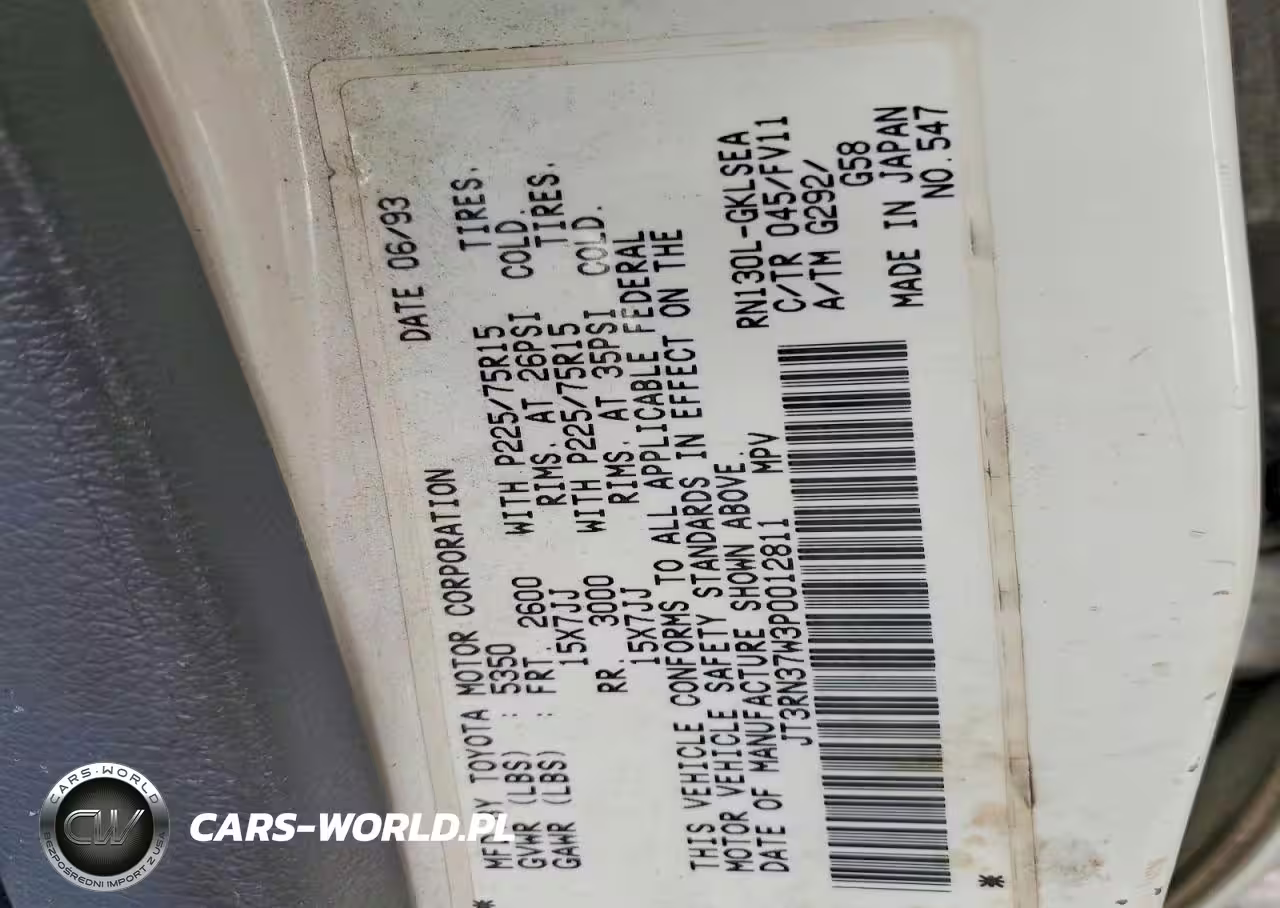 MFD BY TOYOTA MOTOR CORPORATION DATE 06/93
GVWR (LBS) : 5350
GAWR (LBS) : FRT. 2600 WITH P225/75R15 TIRES.
15X7JJ RIMS. AT 26PSI COLD.
RR. 3000 WITH P225/75R15 TIRES.
15X7JJ RIMS. AT 35PSI COLD.
THIS VEHICLE CONFORMS TO ALL APPLICABLE FEDERAL
MOTOR VEHICLE SAFETY STANDARDS IN EFFECT ON THE
DATE OF MANUFACTURE SHOWN ABOVE.
JT3RN37W3P0012811 MPV
RN130L-GKLSEA
C/TR 045/FV11
A/TM G292/
G58
MADE IN JAPAN
NO.547
CARS-WORLD
CW
BEZPOŚREDNI IMPORT Z USA
CARS-WORLD.PL